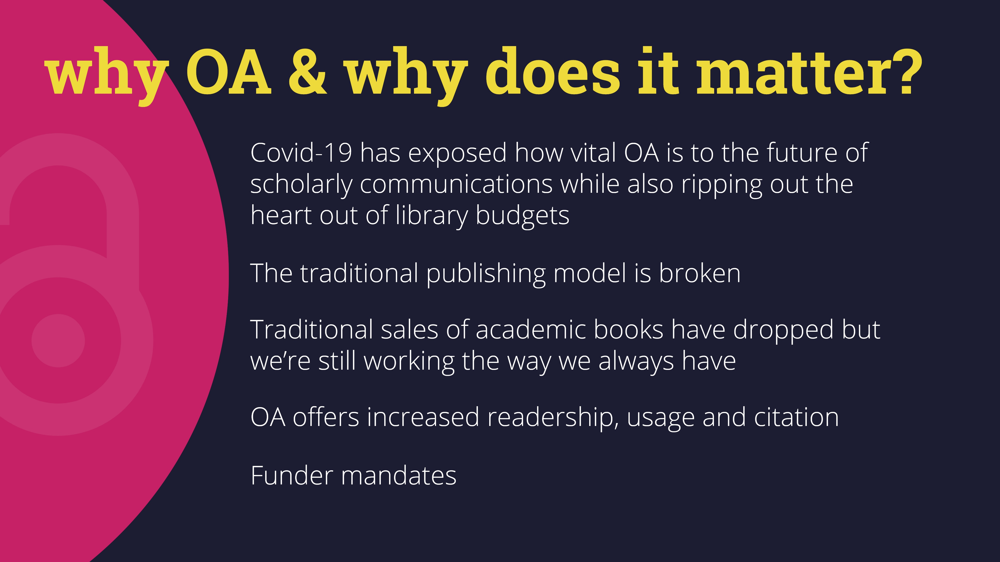 why OA & why does it matter?
Covid-19 has exposed how vital OA is to the future of
scholarly communications while also ripping out the
heart out of library budgets
The traditional publishing model is broken
Traditional sales of academic books have dropped but
we’re still working the way we always have
OA offers increased readership, usage and citation
Funder mandates